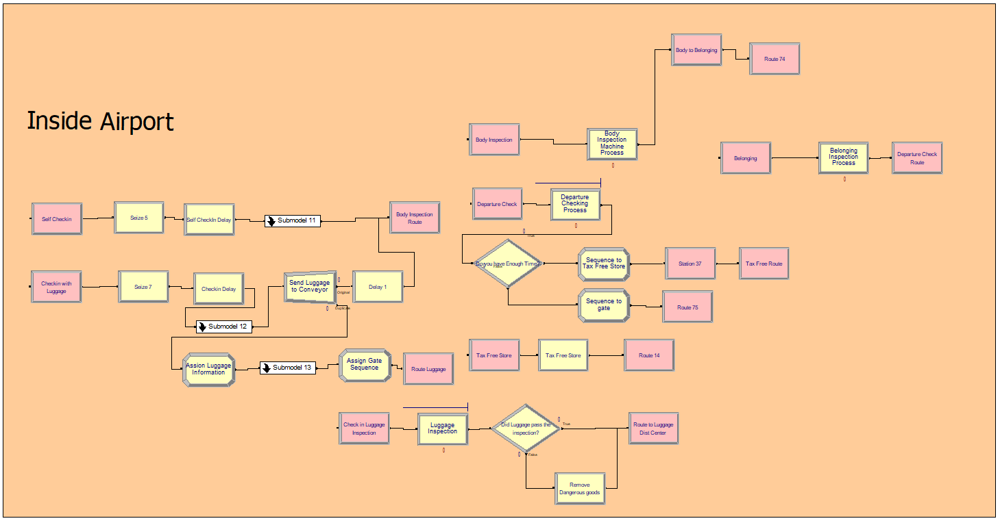 Inside Airport
Body to Belonging
Route 74
Body Inspection
Body
Inspection
Machine
Process
0
Belonging
Belonging
Inspection
Process
0
Departure Check
Route
Departure Check
Departure
Checking
Process
0
Self Checkin
Seize 5
Self CheckIn Delay
Submodel 11
Body Inspection
Route
0
True
Do you have Enough Time?
False
Sequence to
Tax Free Store
Station 37
Tax Free Route
Sequence to
gate
Route 75
Checkin with
Luggage
Seize 7
Checkin Delay
Submodel 12
Send Luggage
to Conveyor
0
Original
0
Duplicate
Delay 1
Assign Luggage
Information
Submodel 13
Assign Gate
Sequence
Route Luggage
Tax Free Store
Tax Free Store
Route 14
Check in Luggage
Inspection
Luggage
Inspection
0
Did Luggage pass the
inspection?
0
True
0
False
Route to Luggage
Dist Center
Remove
Dangerous goods